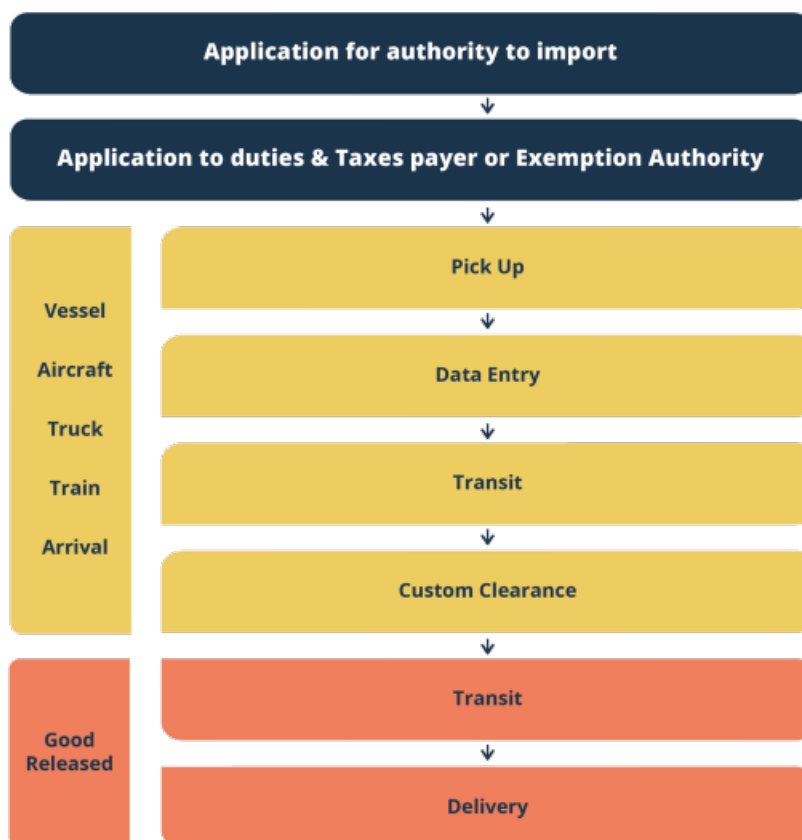 Application for authority to import
Application to duties & Taxes payer or Exemption Authority
Vessel
Aircraft
Truck
Train
Arrival
Pick Up
Data Entry
Transit
Custom Clearance
Good
Released
Transit
Delivery